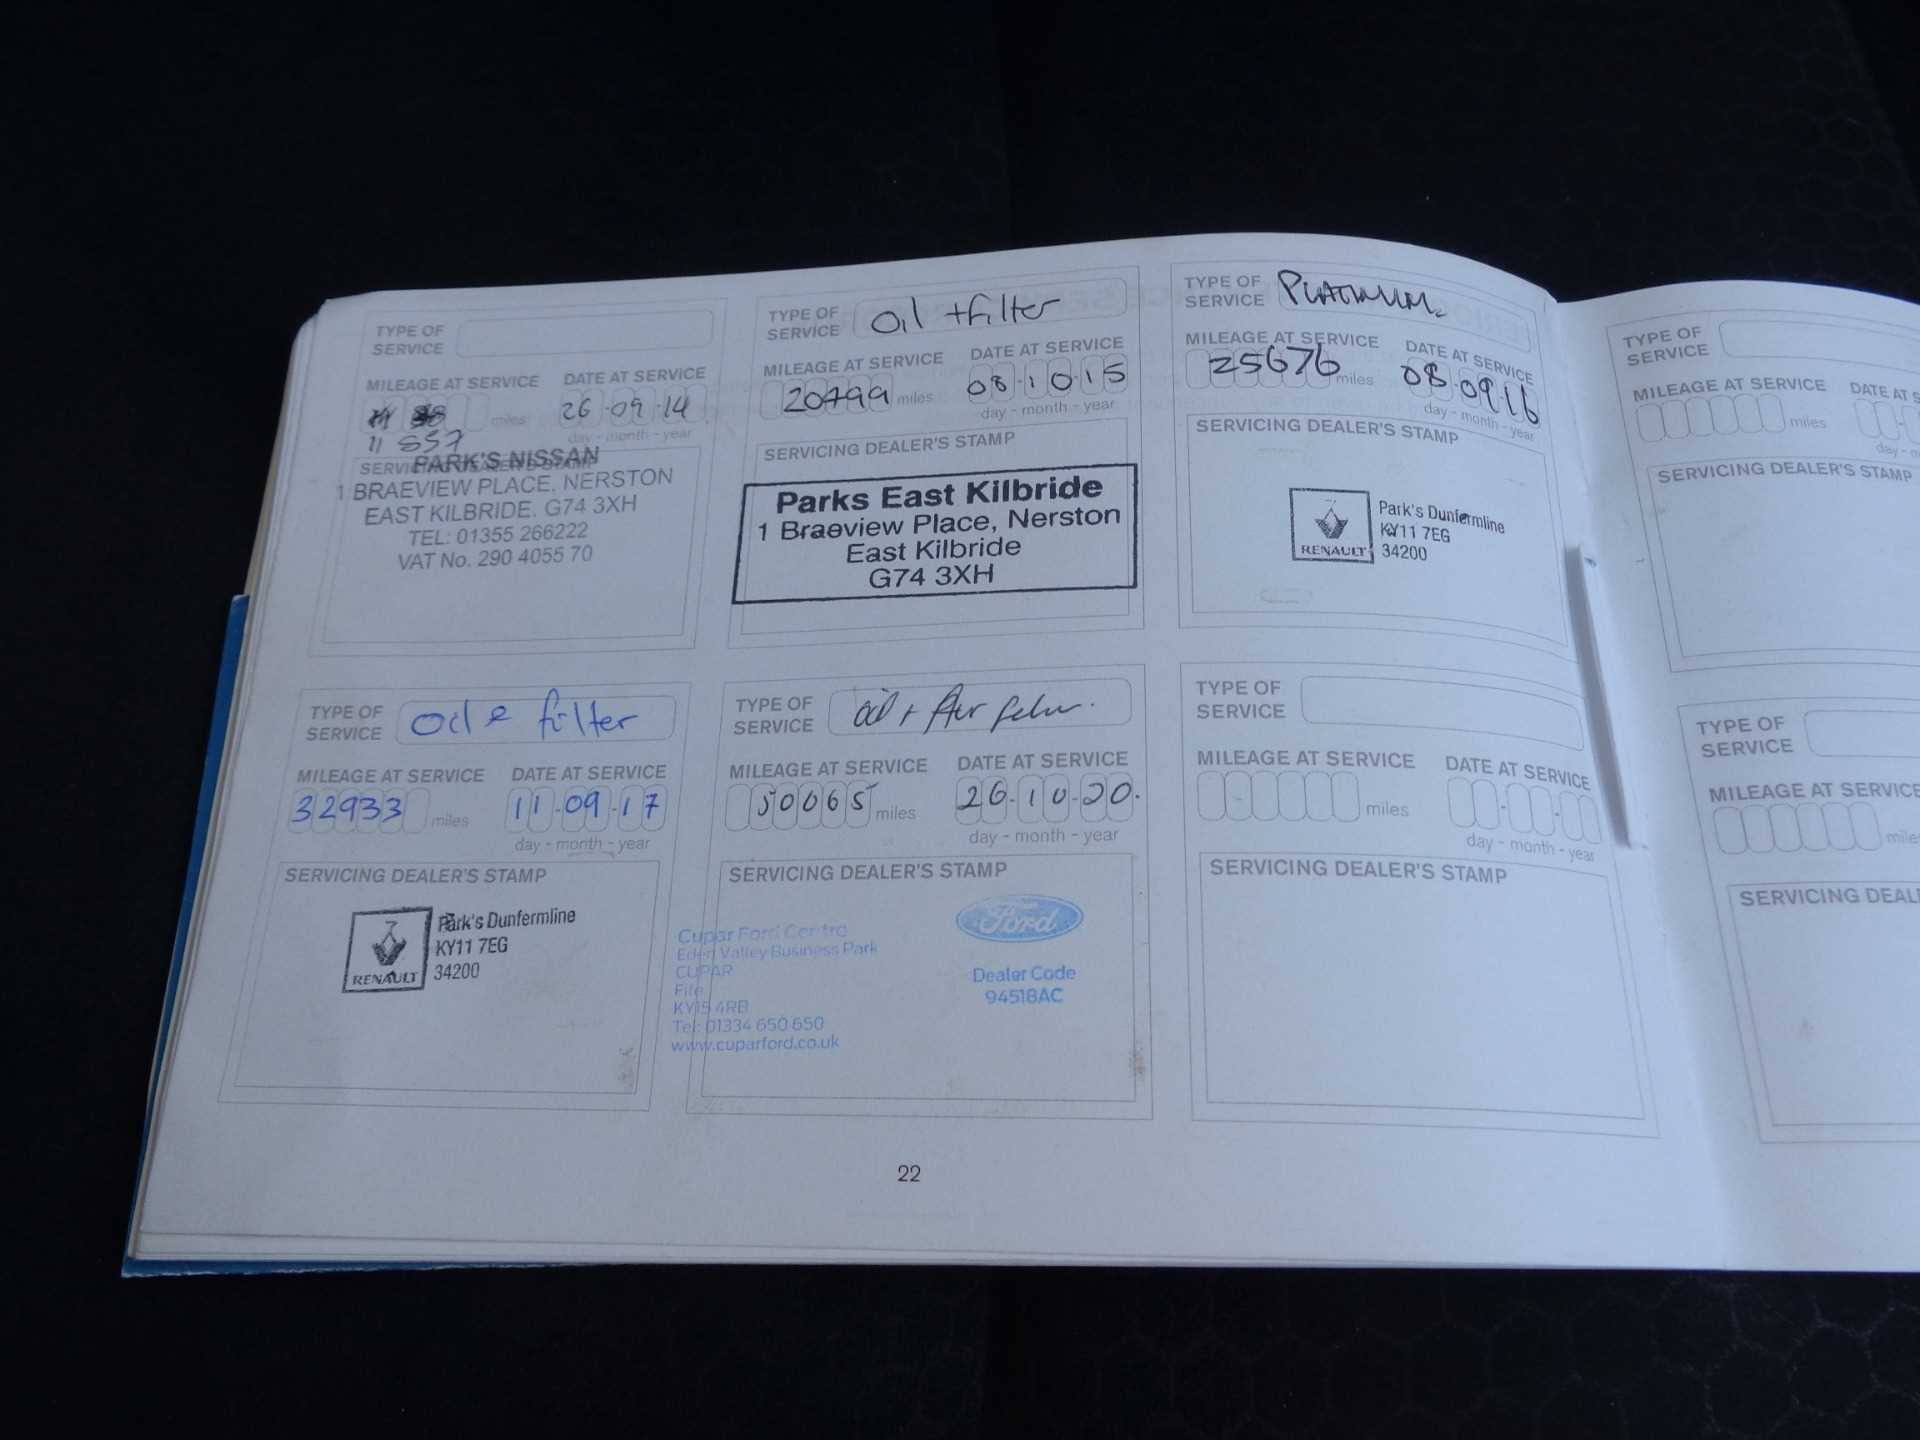 TYPE OF
SERVICE
MILEAGE AT SERVICE DATE AT SERVICE
miles 26 09 14
11 557 day - month - year
SERVICING DEALER'S STAMP
PARK'S NISSAN
1 BRAEVIEW PLACE. NERSTON
EAST KILBRIDE. G74 3XH
TEL: 01355 266222
VAT No. 290 4055 70
TYPE OF
SERVICE oil + filter
MILEAGE AT SERVICE DATE AT SERVICE
20499 miles 08-10-15
day - month - year
SERVICING DEALER'S STAMP
Parks East Kilbride
1 Braeview Place, Nerston
East Kilbride
G74 3XH
TYPE OF
SERVICE PLATINUM
MILEAGE AT SERVICE DATE AT SERVICE
25676 miles 08-09-16
day - month - year
SERVICING DEALER'S STAMP
RENAULT
Park's Dunfermline
KY11 7EG
34200
TYPE OF
SERVICE oil & filter
MILEAGE AT SERVICE DATE AT SERVICE
32933 miles 11-09-17
day - month - year
SERVICING DEALER'S STAMP
RENAULT
Park's Dunfermline
KY11 7EG
34200
TYPE OF
SERVICE oil +
MILEAGE AT SERVICE DATE AT SERVICE
50065 miles 26-10-20
day - month - year
SERVICING DEALER'S STAMP
Cupar Ford Centre
Eden Valley Business Park
CUPAR
Fife
KY15 4RB
Tel: 01334 650 650
www.cuparford.co.uk
Ford
Dealer Code
94518AC
TYPE OF
SERVICE
MILEAGE AT SERVICE DATE AT SERVICE
miles
day - month - year
SERVICING DEALER'S STAMP
22
TYPE OF
SERVICE
MILEAGE AT SERVICE DATE AT
miles
SERVICING DEALER'S STAMP
TYPE OF
SERVICE
MILEAGE AT SERVICE
SERVICING